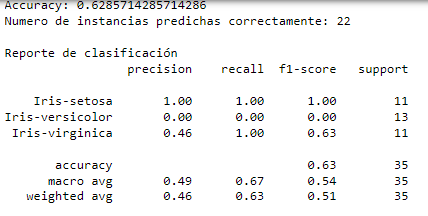 Accuracy: 0.6285714285714286
Numero de instancias predichas correctamente: 22
Reporte de clasificación
precision recall f1-score support
Iris-setosa 1.00 1.00 1.00 11
Iris-versicolor 0.00 0.00 0.00 13
Iris-virginica 0.46 1.00 0.63 11
accuracy 0.63 35
macro avg 0.49 0.67 0.54 35
weighted avg 0.46 0.63 0.51 35